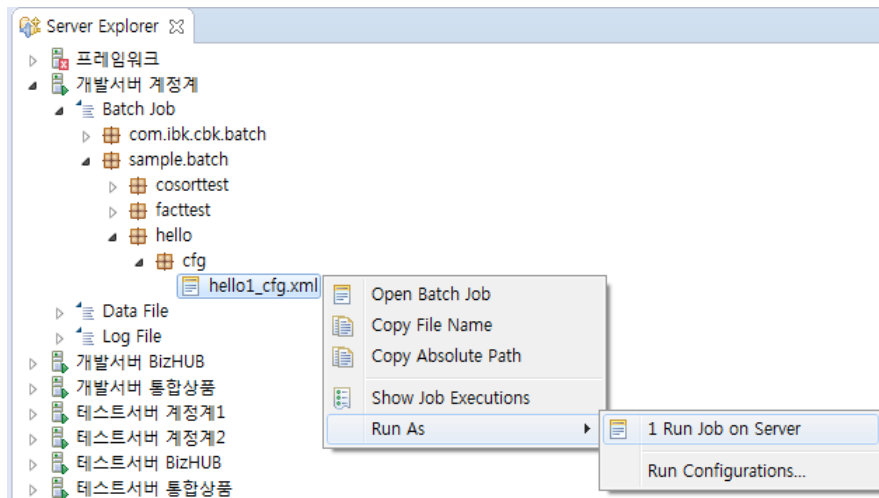 Server Explorer
프레임워크
개발서버 계정계
Batch Job
com.ibk.cbk.batch
sample.batch
cosorttest
facttest
hello
cfg
hello1_cfg.xml
Open Batch Job
Copy File Name
Copy Absolute Path
Show Job Executions
Run As
1 Run Job on Server
Run Configurations...
Data File
Log File
개발서버 BizHUB
개발서버 통합상품
테스트서버 계정계1
테스트서버 계정계2
테스트서버 BizHUB
테스트서버 통합상품